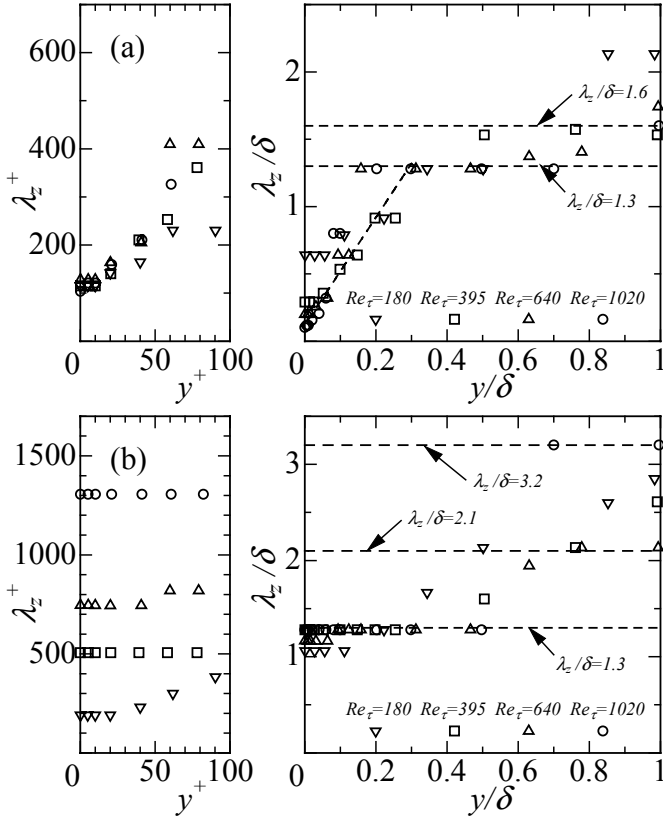 (a)
600
400
200
0 50 100
λz+
y+
2
1
0 0.2 0.4 0.6 0.8 1
λz/δ
y/δ
λz/δ=1.6
λz/δ=1.3
Reτ=180 Reτ=395 Reτ=640 Reτ=1020
(b)
1500
1000
500
0 50 100
λz+
y+
3
2
1
0 0.2 0.4 0.6 0.8 1
λz/δ
y/δ
λz/δ=3.2
λz/δ=2.1
λz/δ=1.3
Reτ=180 Reτ=395 Reτ=640 Reτ=1020